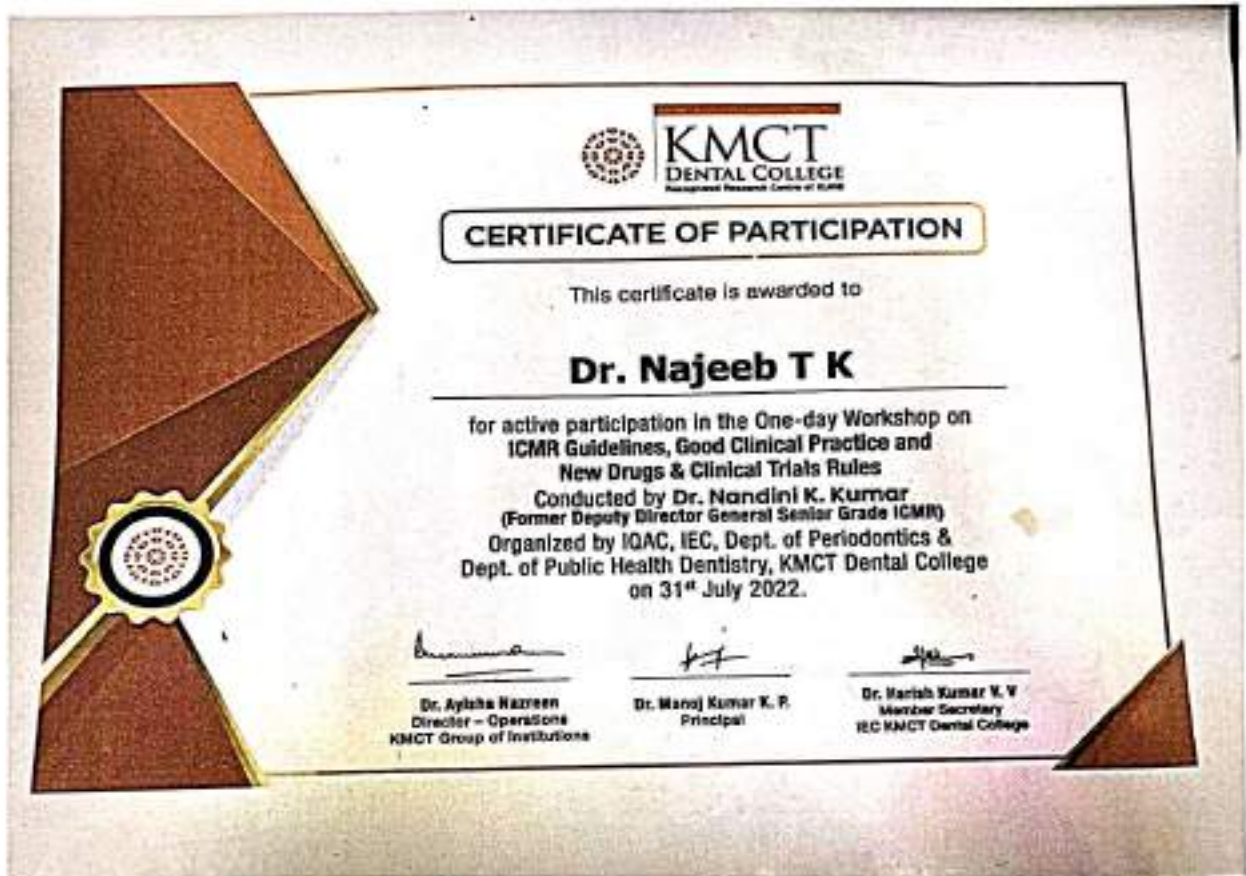 KMCT
DENTAL COLLEGE
Recognized Research Centre of
CERTIFICATE OF PARTICIPATION
This certificate is awarded to
Dr. Najeeb T K
for active participation in the One-day Workshop on
ICMR Guidelines, Good Clinical Practice and
New Drugs & Clinical Trials Rules
Conducted by Dr. Nandini K. Kumar
(Former Deputy Director General Senior Grade ICMR)
Organized by IQAC, IEC, Dept. of Periodontics &
Dept. of Public Health Dentistry, KMCT Dental College
on 31st July 2022.
Dr. Ayisha Nazreen
Director – Operations
KMCT Group of Institutions
Dr. Manoj Kumar K. P.
Principal
Dr. Harish Kumar V. V
Member Secretary
IEC KMCT Dental College